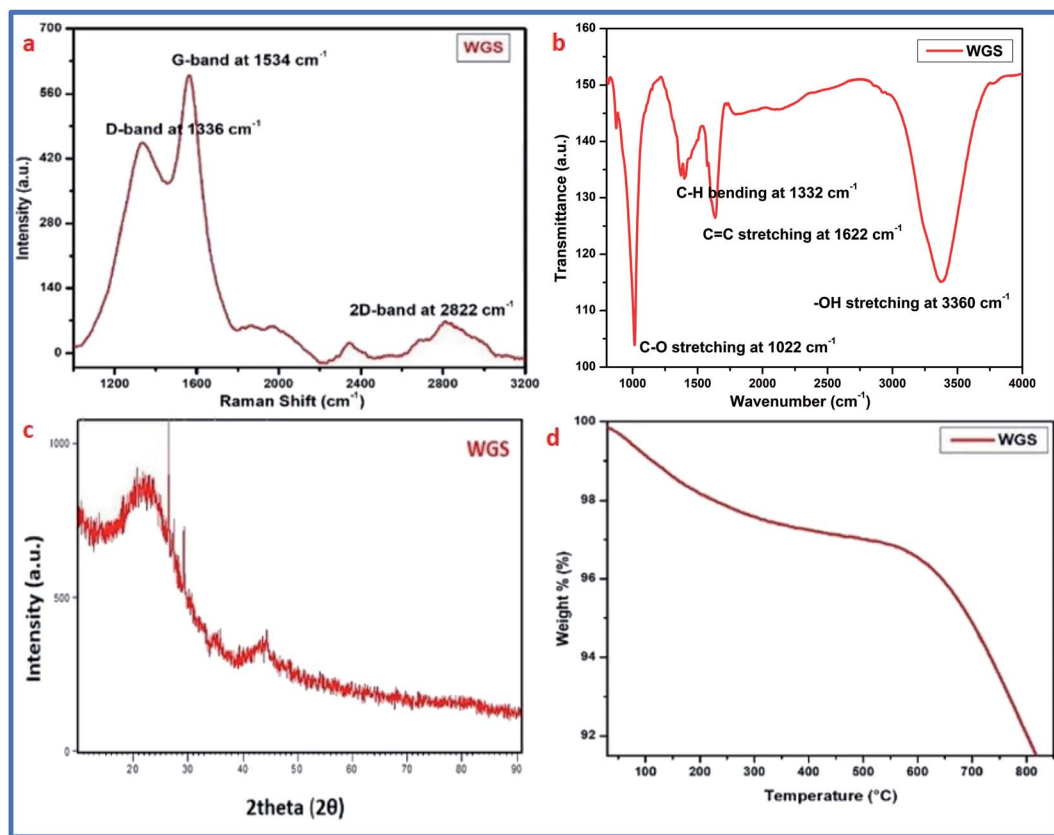 a
WGS
G-band at 1534 cm-1
D-band at 1336 cm-1
2D-band at 2822 cm-1
Intensity (a.u.)
700
560
420
280
140
0
1200 1600 2000 2400 2800 3200
Raman Shift (cm-1)
b
WGS
C-H bending at 1332 cm-1
C=C stretching at 1622 cm-1
-OH stretching at 3360 cm-1
C-O stretching at 1022 cm-1
Transmittance (a.u.)
160
150
140
130
120
110
100
1000 1500 2000 2500 3000 3500 4000
Wavenumber (cm-1)
c
WGS
Intensity (a.u.)
1000
500
0
20 30 40 50 60 70 80 90
2theta (2θ)
d
WGS
Weight % (%)
100
99
98
97
96
94
92
100 200 300 400 500 600 700 800
Temperature (°C)